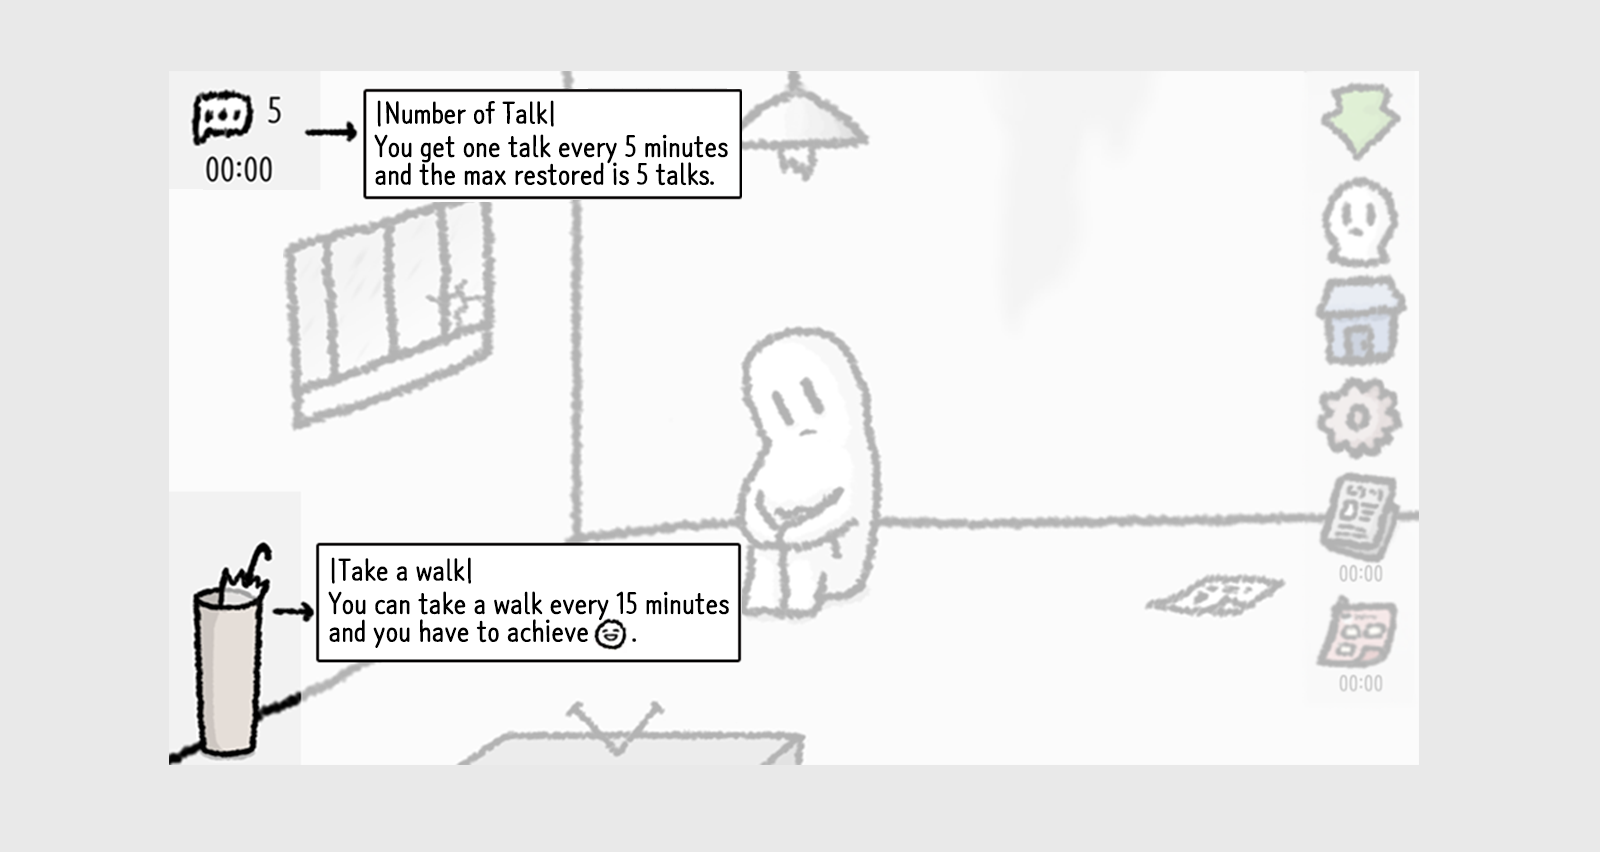 5
00:00
|Number of Talk|
You get one talk every 5 minutes
and the max restored is 5 talks.
|Take a walk|
You can take a walk every 15 minutes
and you have to achieve .
00:00
00:00